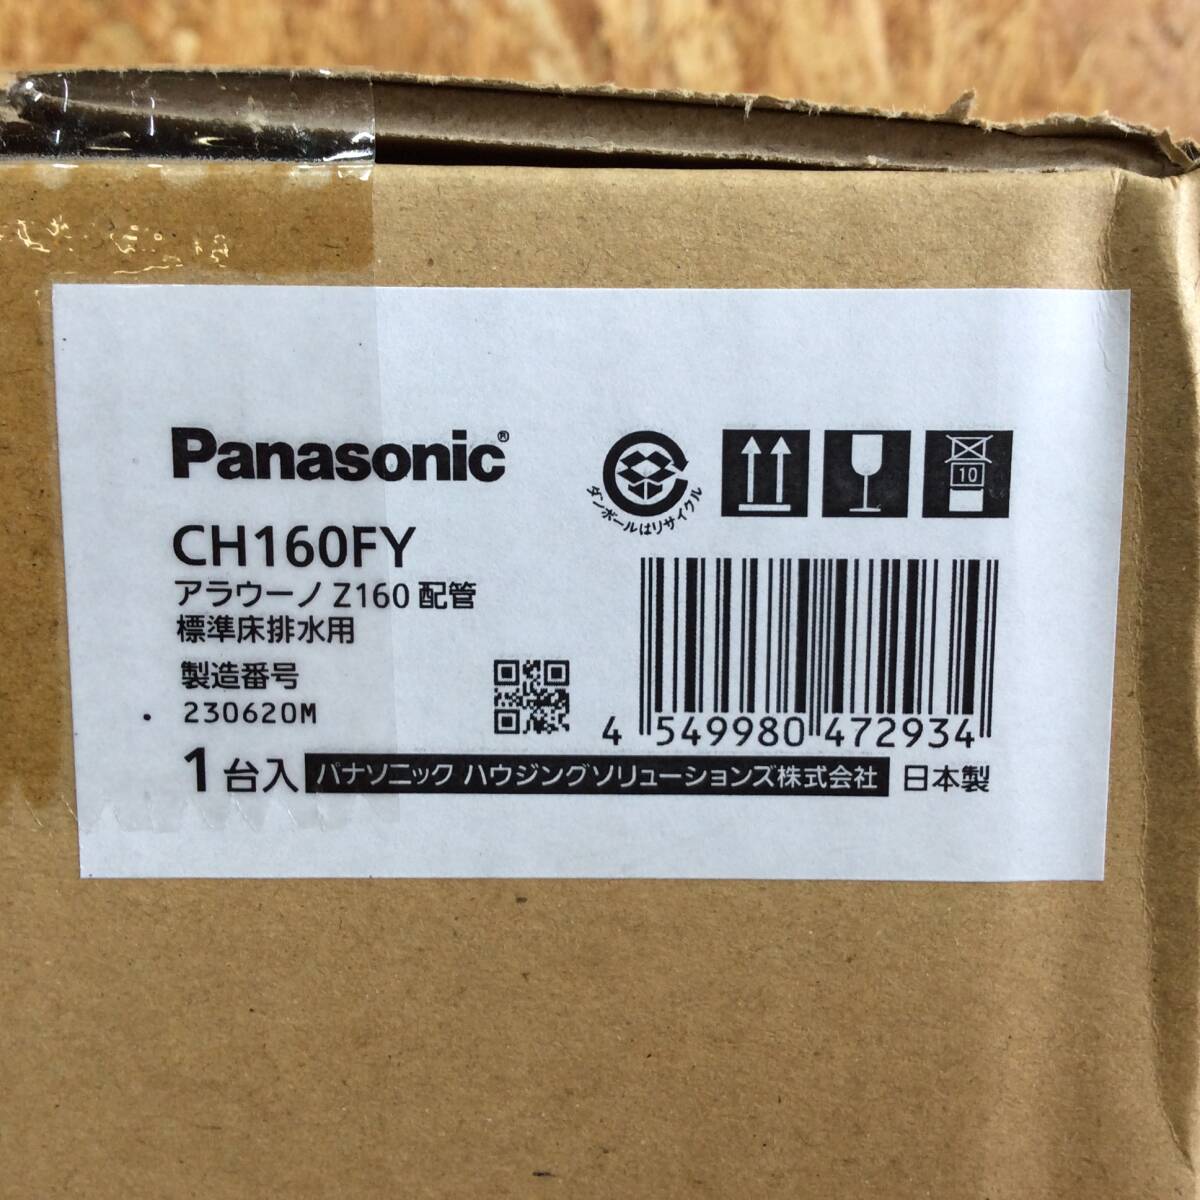 Panasonic®
CH160FY
アラウーノ Z160 配管
標準床排水用
製造番号
230620M
1台入
ダンボールはリサイクル
10
4 549980 472934
パナソニック ハウジングソリューションズ株式会社
日本製